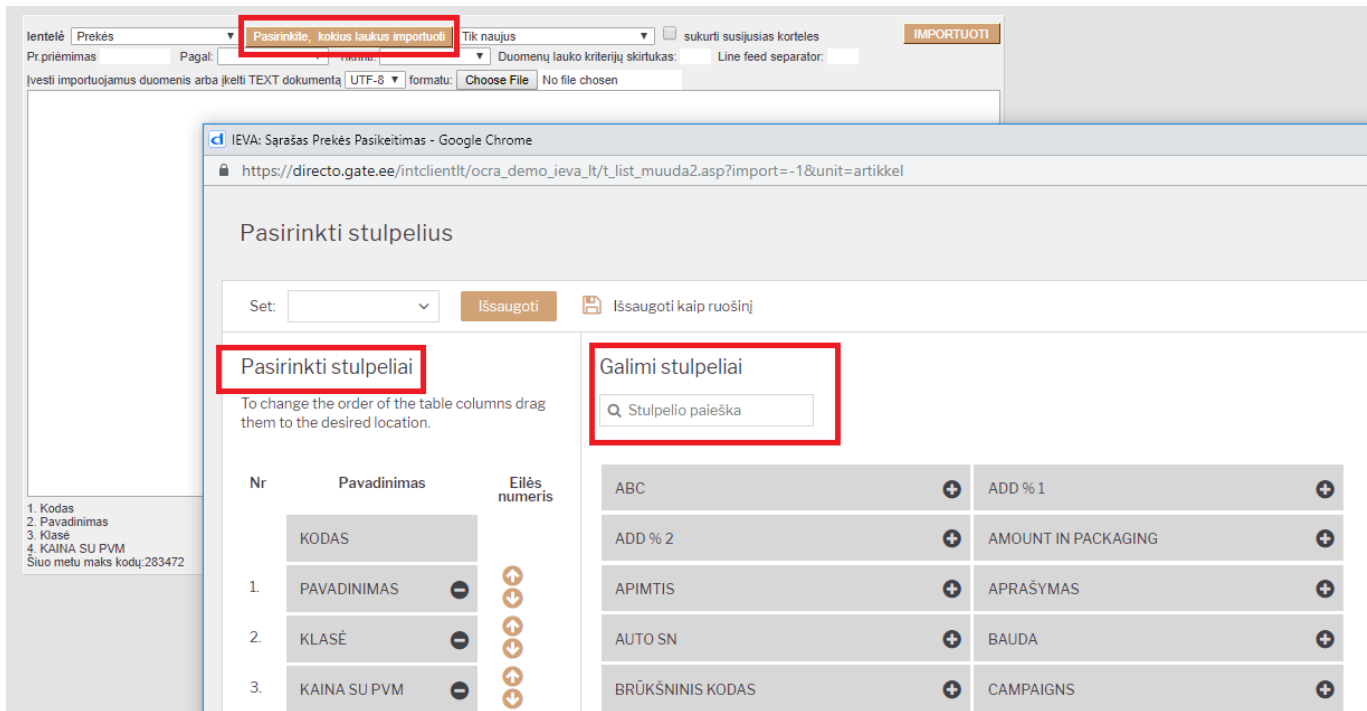 lentelė Prekės Pasirinkite, kokius laukus importuoti Tik naujus sukurti susijusias korteles IMPORTUOTI
Pr.priėmimas Pagal: Duomenų lauko kriterijų skirtukas: Line feed separator:
Įvesti importuojamus duomenis arba įkelti TEXT dokumentą UTF-8 formatu: Choose File No file chosen
IEVA: Sąrašas Prekės Pasikeitimas - Google Chrome
https://directo.gate.ee/intclientlt/ocra_demo_ieva_lt/t_list_muuda2.asp?import=-1&unit=artikkel
Pasirinkti stulpelius
Set: Išsaugoti Išsaugoti kaip ruošinį
Pasirinkti stulpeliai
To change the order of the table columns drag
them to the desired location.
Nr Pavadinimas Eilės
numeris
KODAS
1. PAVADINIMAS
2. KLASĖ
3. KAINA SU PVM
Galimi stulpeliai
Stulpelio paieška
ABC ADD % 1
ADD % 2 AMOUNT IN PACKAGING
APIMTIS APRAŠYMAS
AUTO SN BAUDA
BRŪKŠNINIS KODAS CAMPAIGNS
1. Kodas
2. Pavadinimas
3. Klasė
4. KAINA SU PVM
Šiuo metu maks kodų:283472